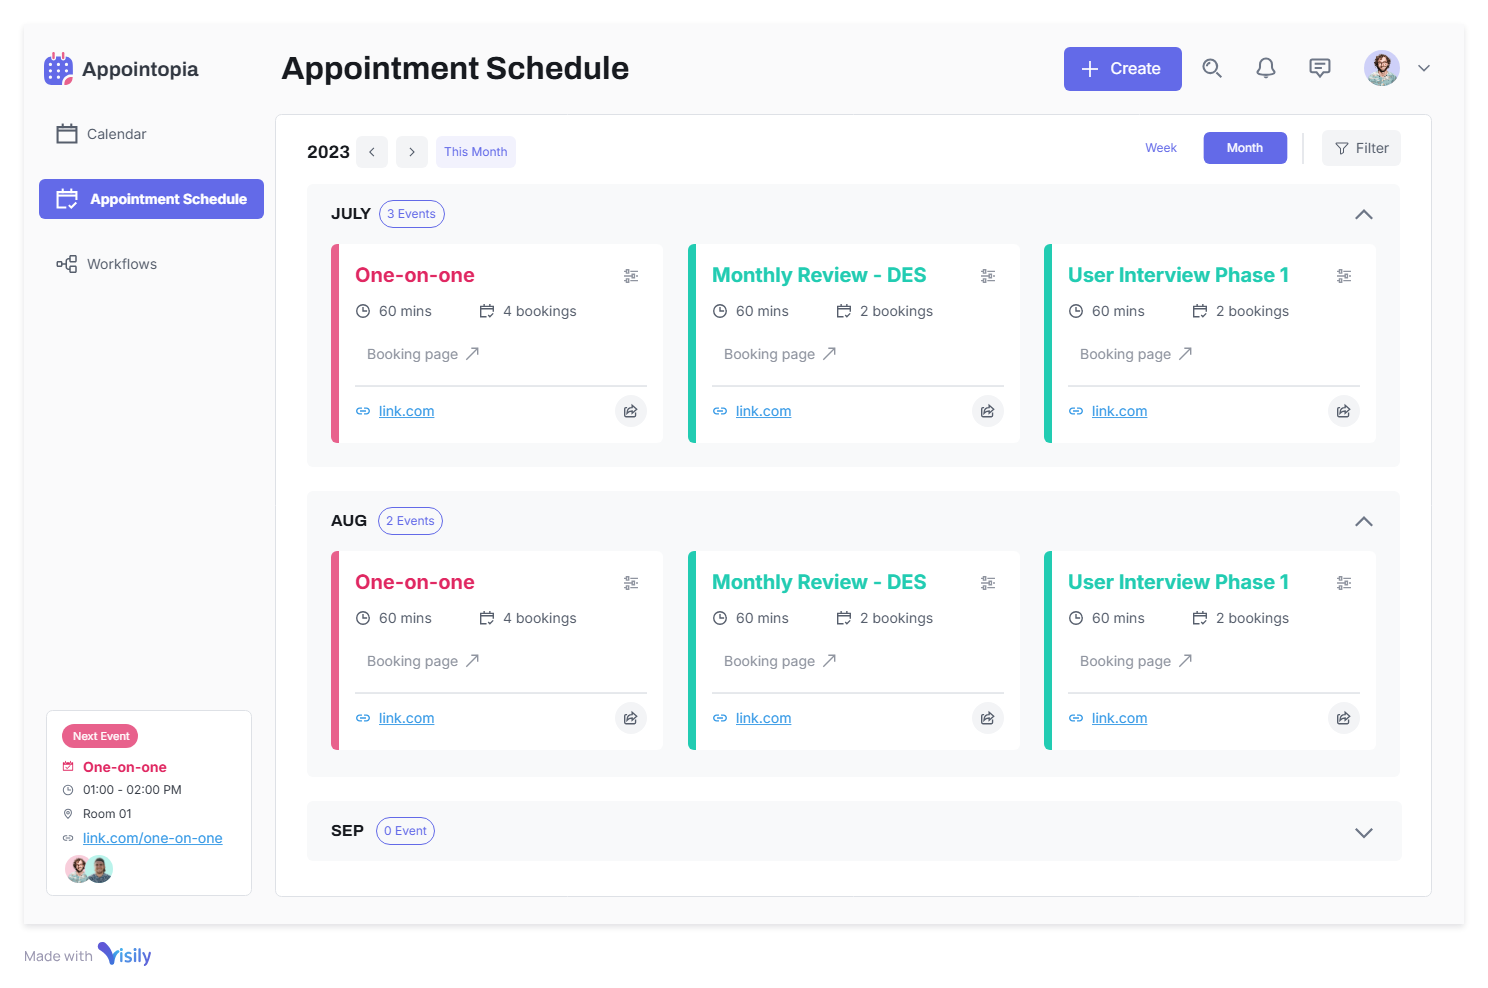 Appointopia
Appointment Schedule
Create
Calendar
Appointment Schedule
Workflows
2023
This Month
Week
Month
Filter
JULY
3 Events
One-on-one
60 mins
4 bookings
Booking page
link.com
Monthly Review - DES
60 mins
2 bookings
Booking page
link.com
User Interview Phase 1
60 mins
2 bookings
Booking page
link.com
AUG
2 Events
One-on-one
60 mins
4 bookings
Booking page
link.com
Monthly Review - DES
60 mins
2 bookings
Booking page
link.com
User Interview Phase 1
60 mins
2 bookings
Booking page
link.com
SEP
0 Event
Next Event
One-on-one
01:00 - 02:00 PM
Room 01
link.com/one-on-one
Made with Visily